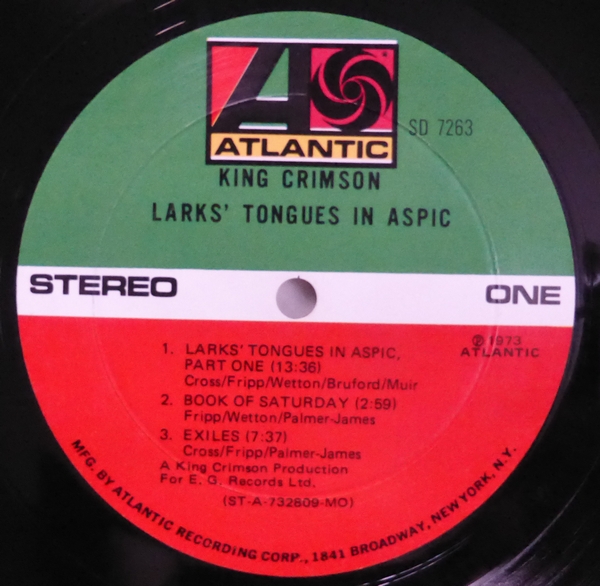 ATLANTIC
SD 7263
KING CRIMSON
LARKS' TONGUES IN ASPIC
STEREO
ONE
℗ 1973
ATLANTIC
1. LARKS' TONGUES IN ASPIC,
PART ONE (13:36)
Cross/Fripp/Wetton/Bruford/Muir
2. BOOK OF SATURDAY (2:59)
Fripp/Wetton/Palmer-James
3. EXILES (7:37)
Cross/Fripp/Palmer-James
A King Crimson Production
For E. G. Records Ltd.
(ST-A-732809-MO)
MFG. BY ATLANTIC RECORDING CORP., 1841 BROADWAY, NEW YORK, N.Y.